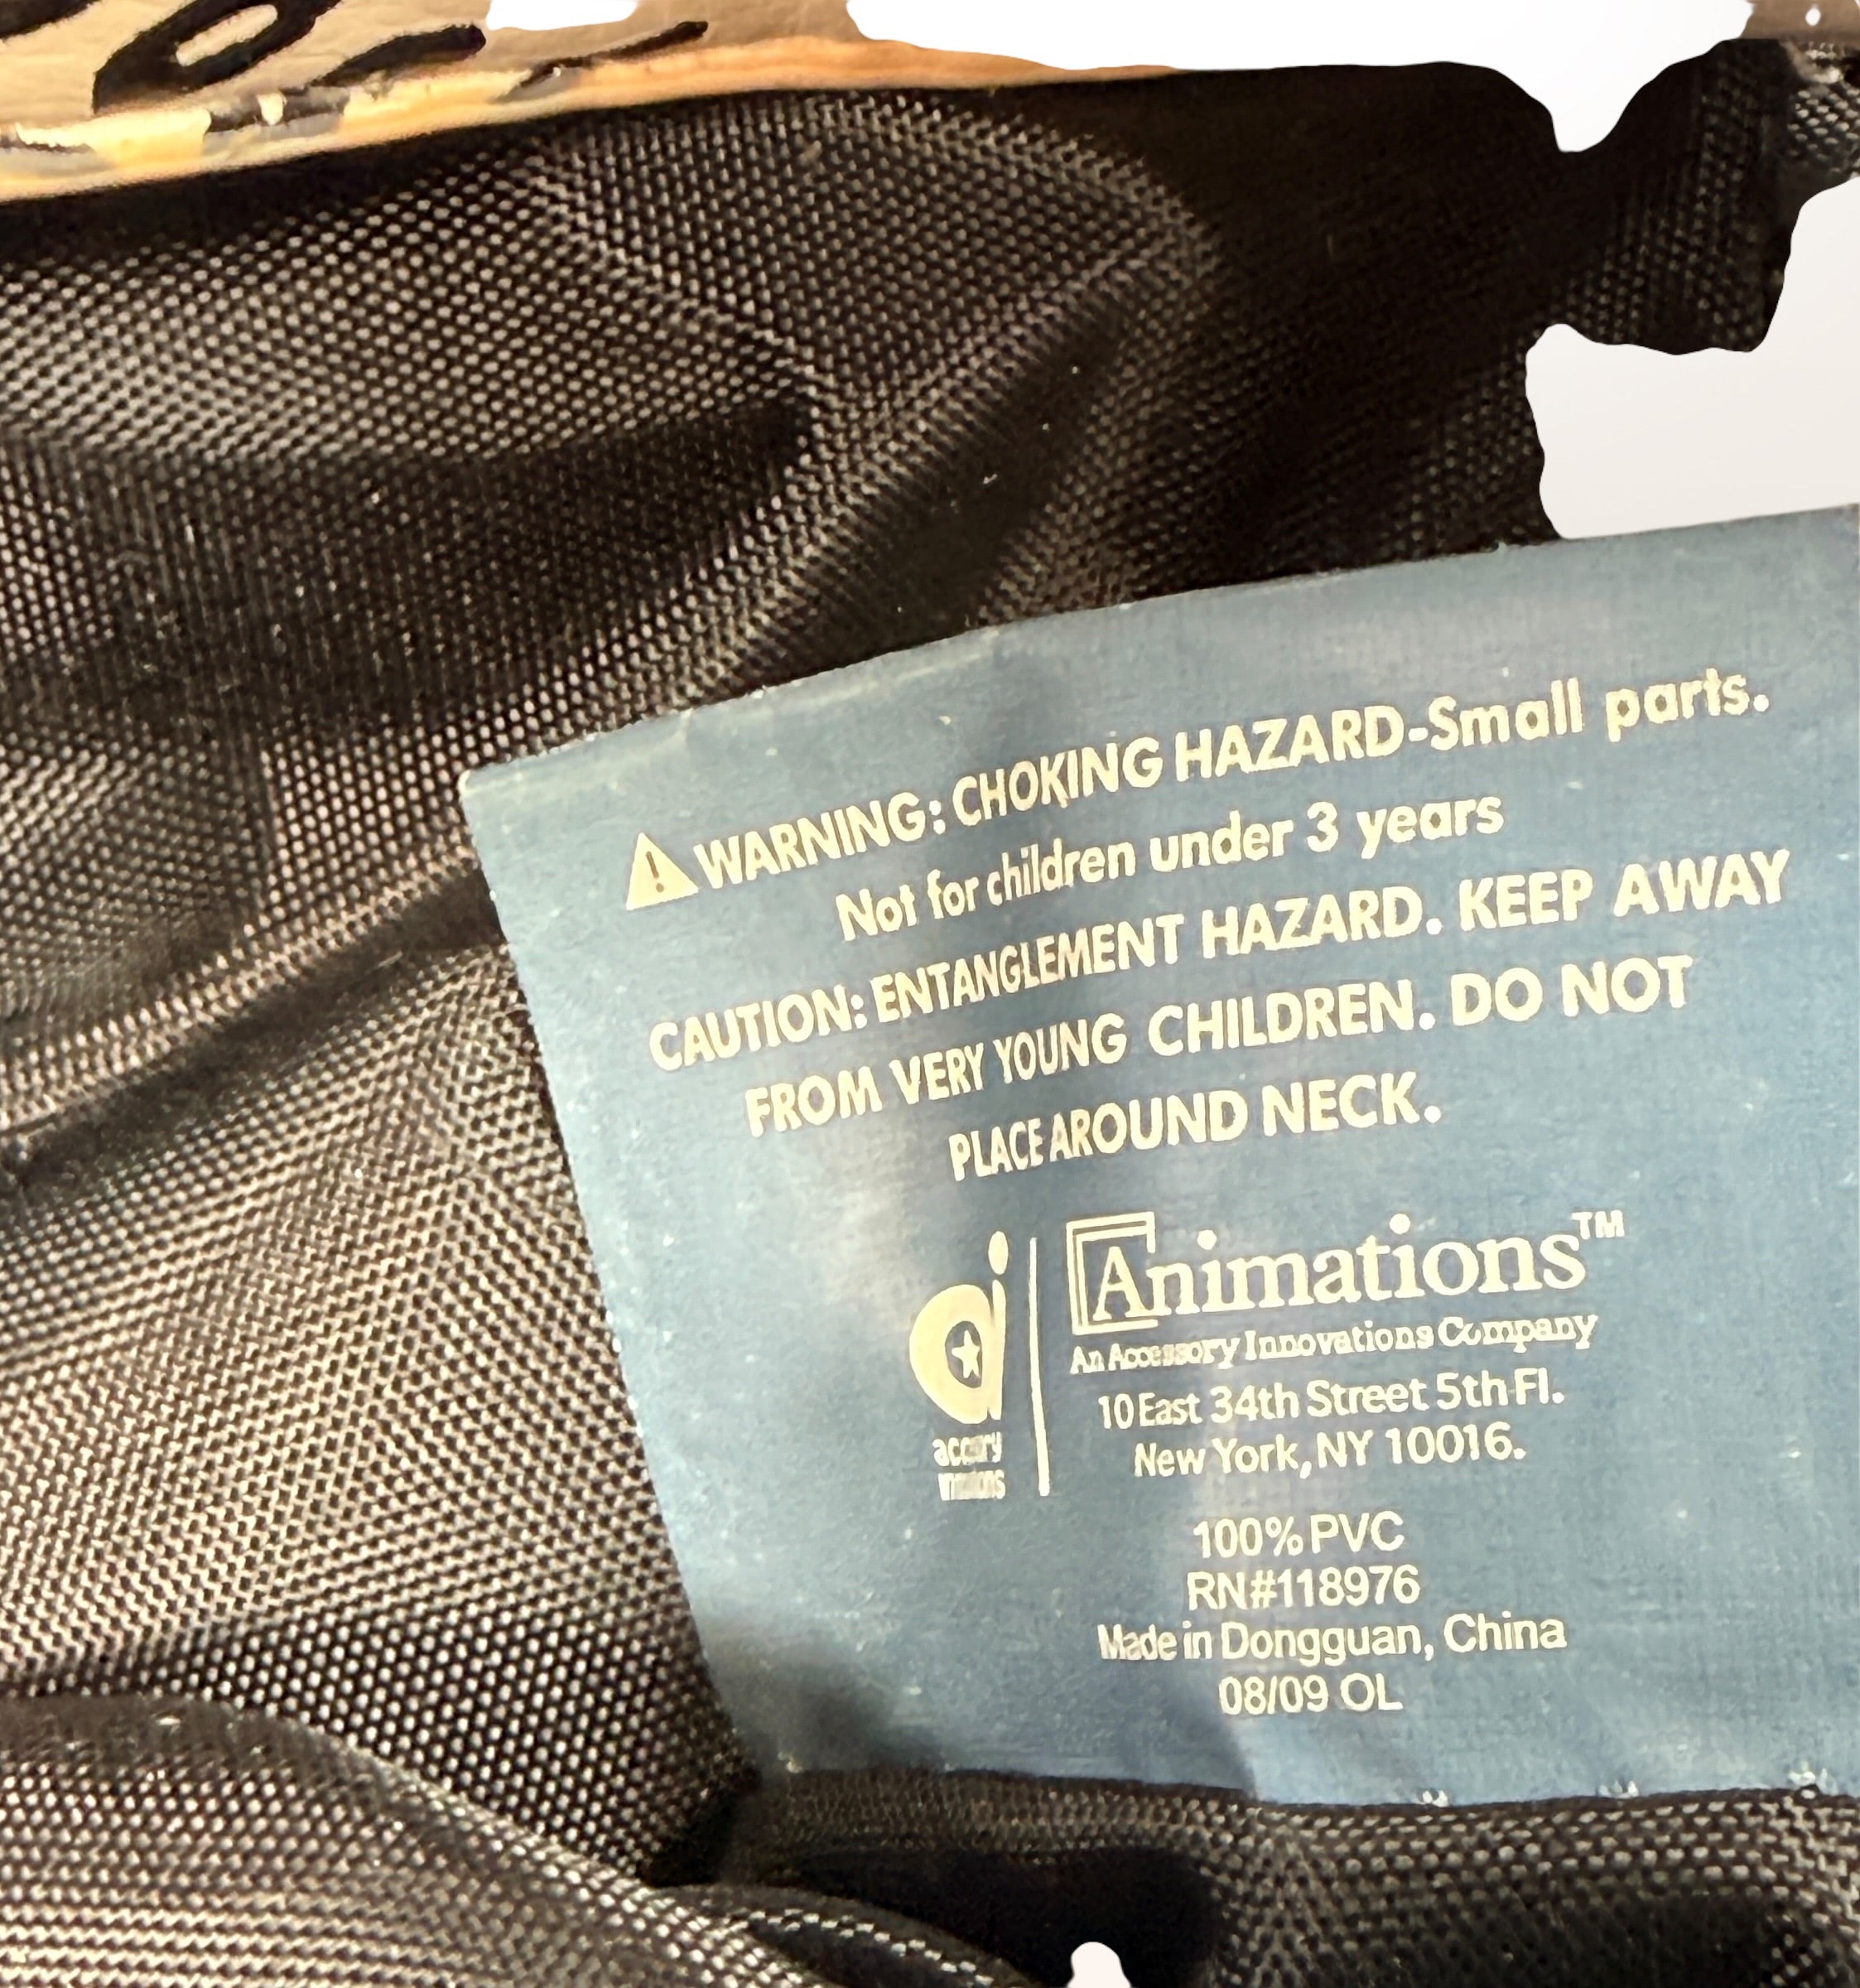 WARNING: CHOKING HAZARD-Small parts.
Not for children under 3 years
CAUTION: ENTANGLEMENT HAZARD. KEEP AWAY
FROM VERY YOUNG CHILDREN. DO NOT
PLACE AROUND NECK.
ai
Animations™
An Accessory Innovations Company
10 East 34th Street 5th Fl.
New York, NY 10016.
100% PVC
RN#118976
Made in Dongguan, China
08/09 OL